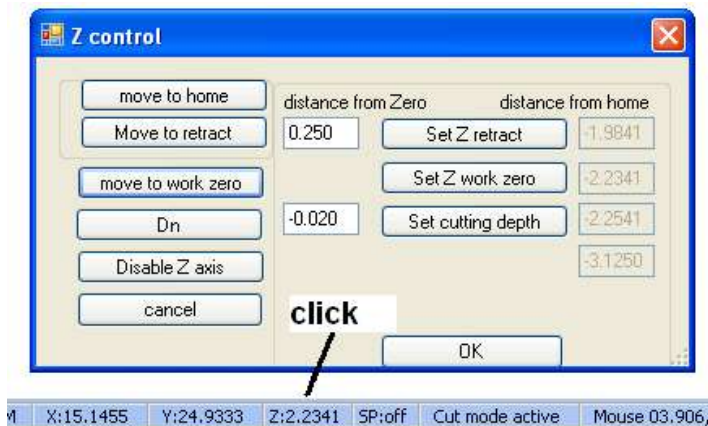 Z control
move to home
distance from Zero distance from home
Move to retract 0.250 Set Z retract -1.9841
move to work zero Set Z work zero -2.2341
Dn -0.020 Set cutting depth -2.2541
Disable Z axis -3.1250
cancel click
OK
M X:15.1455 Y:24.9333 Z:2.2341 SP:off Cut mode active Mouse 03.906,